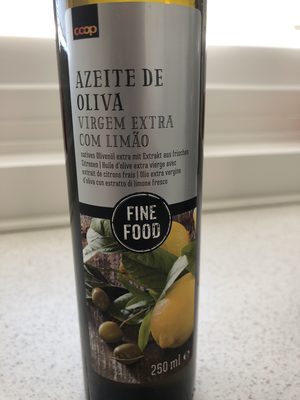 coop
AZEITE DE
OLIVA
VIRGEM EXTRA
COM LIMÃO
natives Olivenöl extra mit Extrakt aus frischen
Zitronen | Huile d'olive extra vierge avec
extrait de citrons frais | Olio extra vergine
d'oliva con estratto di limone fresco
FINE
FOOD
250 ml e